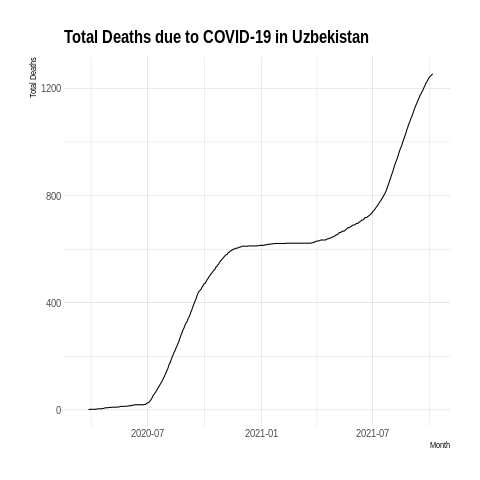 Total Deaths due to COVID-19 in Uzbekistan
Total Deaths
1200
800
400
0
2020-07 2021-01 2021-07
Month